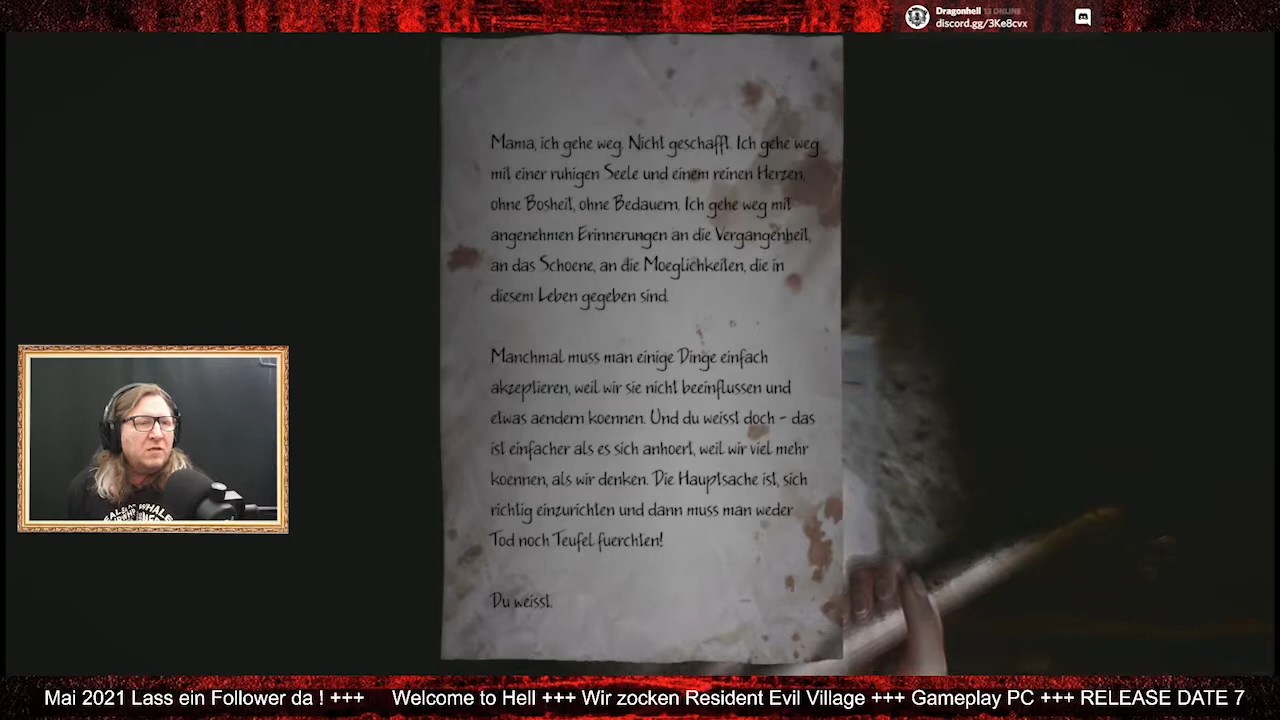 Dragonhell 13 ONLINE
discord.gg/3Ke8cvx
Mama, ich gehe weg. Nicht geschafft. Ich gehe weg
mit einer ruhigen Seele und einem reinen Herzen,
ohne Bosheit, ohne Bedauern. Ich gehe weg mit
angenehmen Erinnerungen an die Vergangenheit,
an das Schoene, an die Moeglichkeiten, die in
diesem Leben gegeben sind.
Manchmal muss man einige Dinge einfach
akzeptieren, weil wir sie nicht beeinflussen und
etwas aendern koennen. Und du weisst doch - das
ist einfacher als es sich anhoert, weil wir viel mehr
koennen, als wir denken. Die Hauptsache ist, sich
richtig einzurichten und dann muss man weder
Tod noch Teufel fuerchten!
Du weisst.
Mai 2021 Lass ein Follower da ! +++ Welcome to Hell +++ Wir zocken Resident Evil Village +++ Gameplay PC +++ RELEASE DATE 7